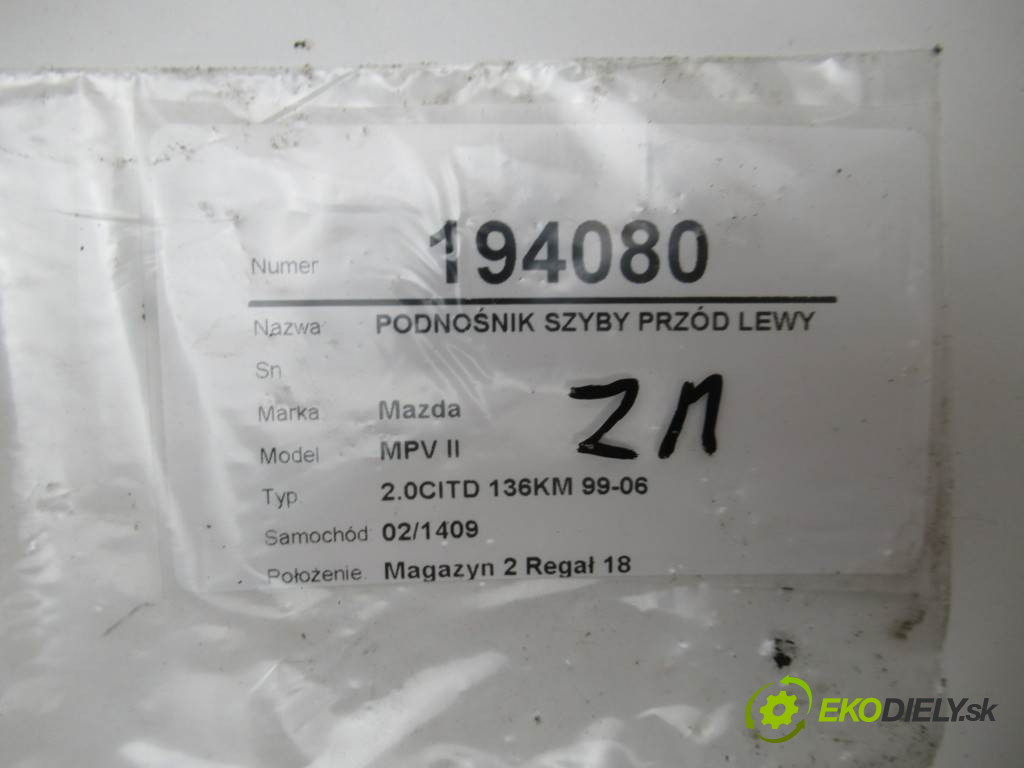 Numer 194080
Nazwa PODNOŚNIK SZYBY PRZÓD LEWY
Sn
Marka Mazda
Model MPV II
Typ. 2.0CITD 136KM 99-06
Samochód 02/1409
Położenie. Magazyn 2 Regał 18
EKODIELY.sk